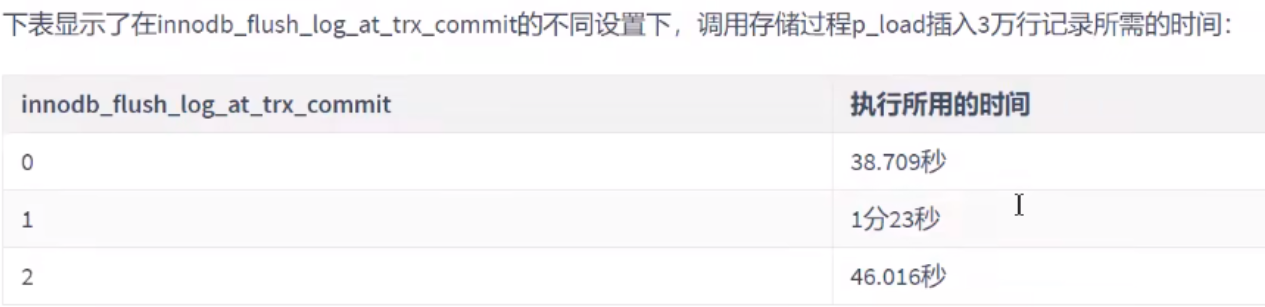 下表显示了在innodb_flush_log_at_trx_commit的不同设置下，调用存储过程p_load插入3万行记录所需的时间：
innodb_flush_log_at_trx_commit 执行所用的时间
0 38.709秒
1 1分23秒
2 46.016秒